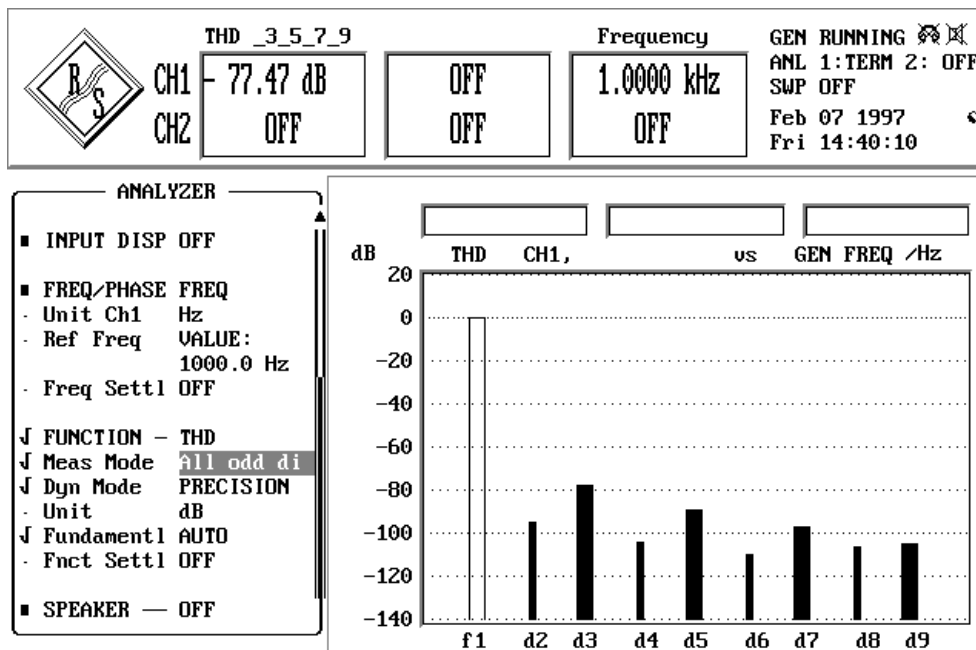 THD _3_5_7_9
Frequency
R S
CH1 - 77.47 dB OFF 1.0000 kHz
CH2 OFF OFF OFF
GEN RUNNING
ANL 1:TERM 2: OFF
SWP OFF
Feb 07 1997
Fri 14:40:10
ANALYZER
INPUT DISP OFF
FREQ/PHASE FREQ
Unit Ch1 Hz
Ref Freq VALUE:
1000.0 Hz
Freq Settl OFF
FUNCTION — THD
Meas Mode All odd di
Dyn Mode PRECISION
Unit dB
Fundamentl AUTO
Fnct Settl OFF
SPEAKER — OFF
dB THD CH1, vs GEN FREQ /Hz
20
0
-20
-40
-60
-80
-100
-120
-140
f1 d2 d3 d4 d5 d6 d7 d8 d9